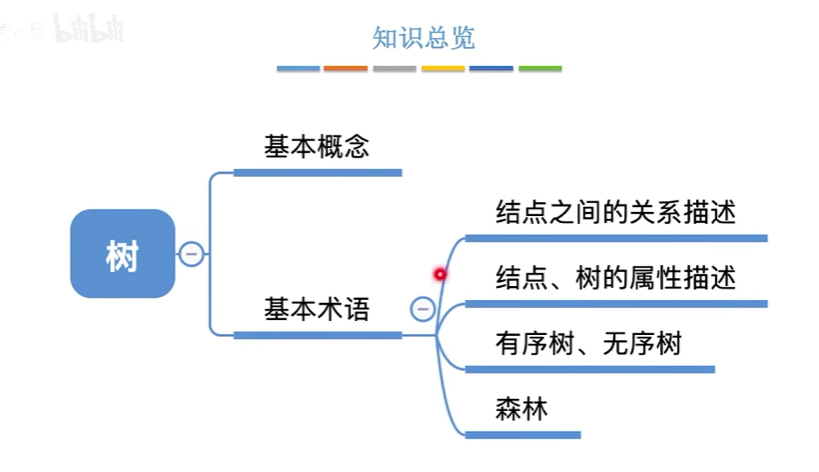 bilibili
知识总览
基本概念
树
结点之间的关系描述
结点、树的属性描述
基本术语
有序树、无序树
森林